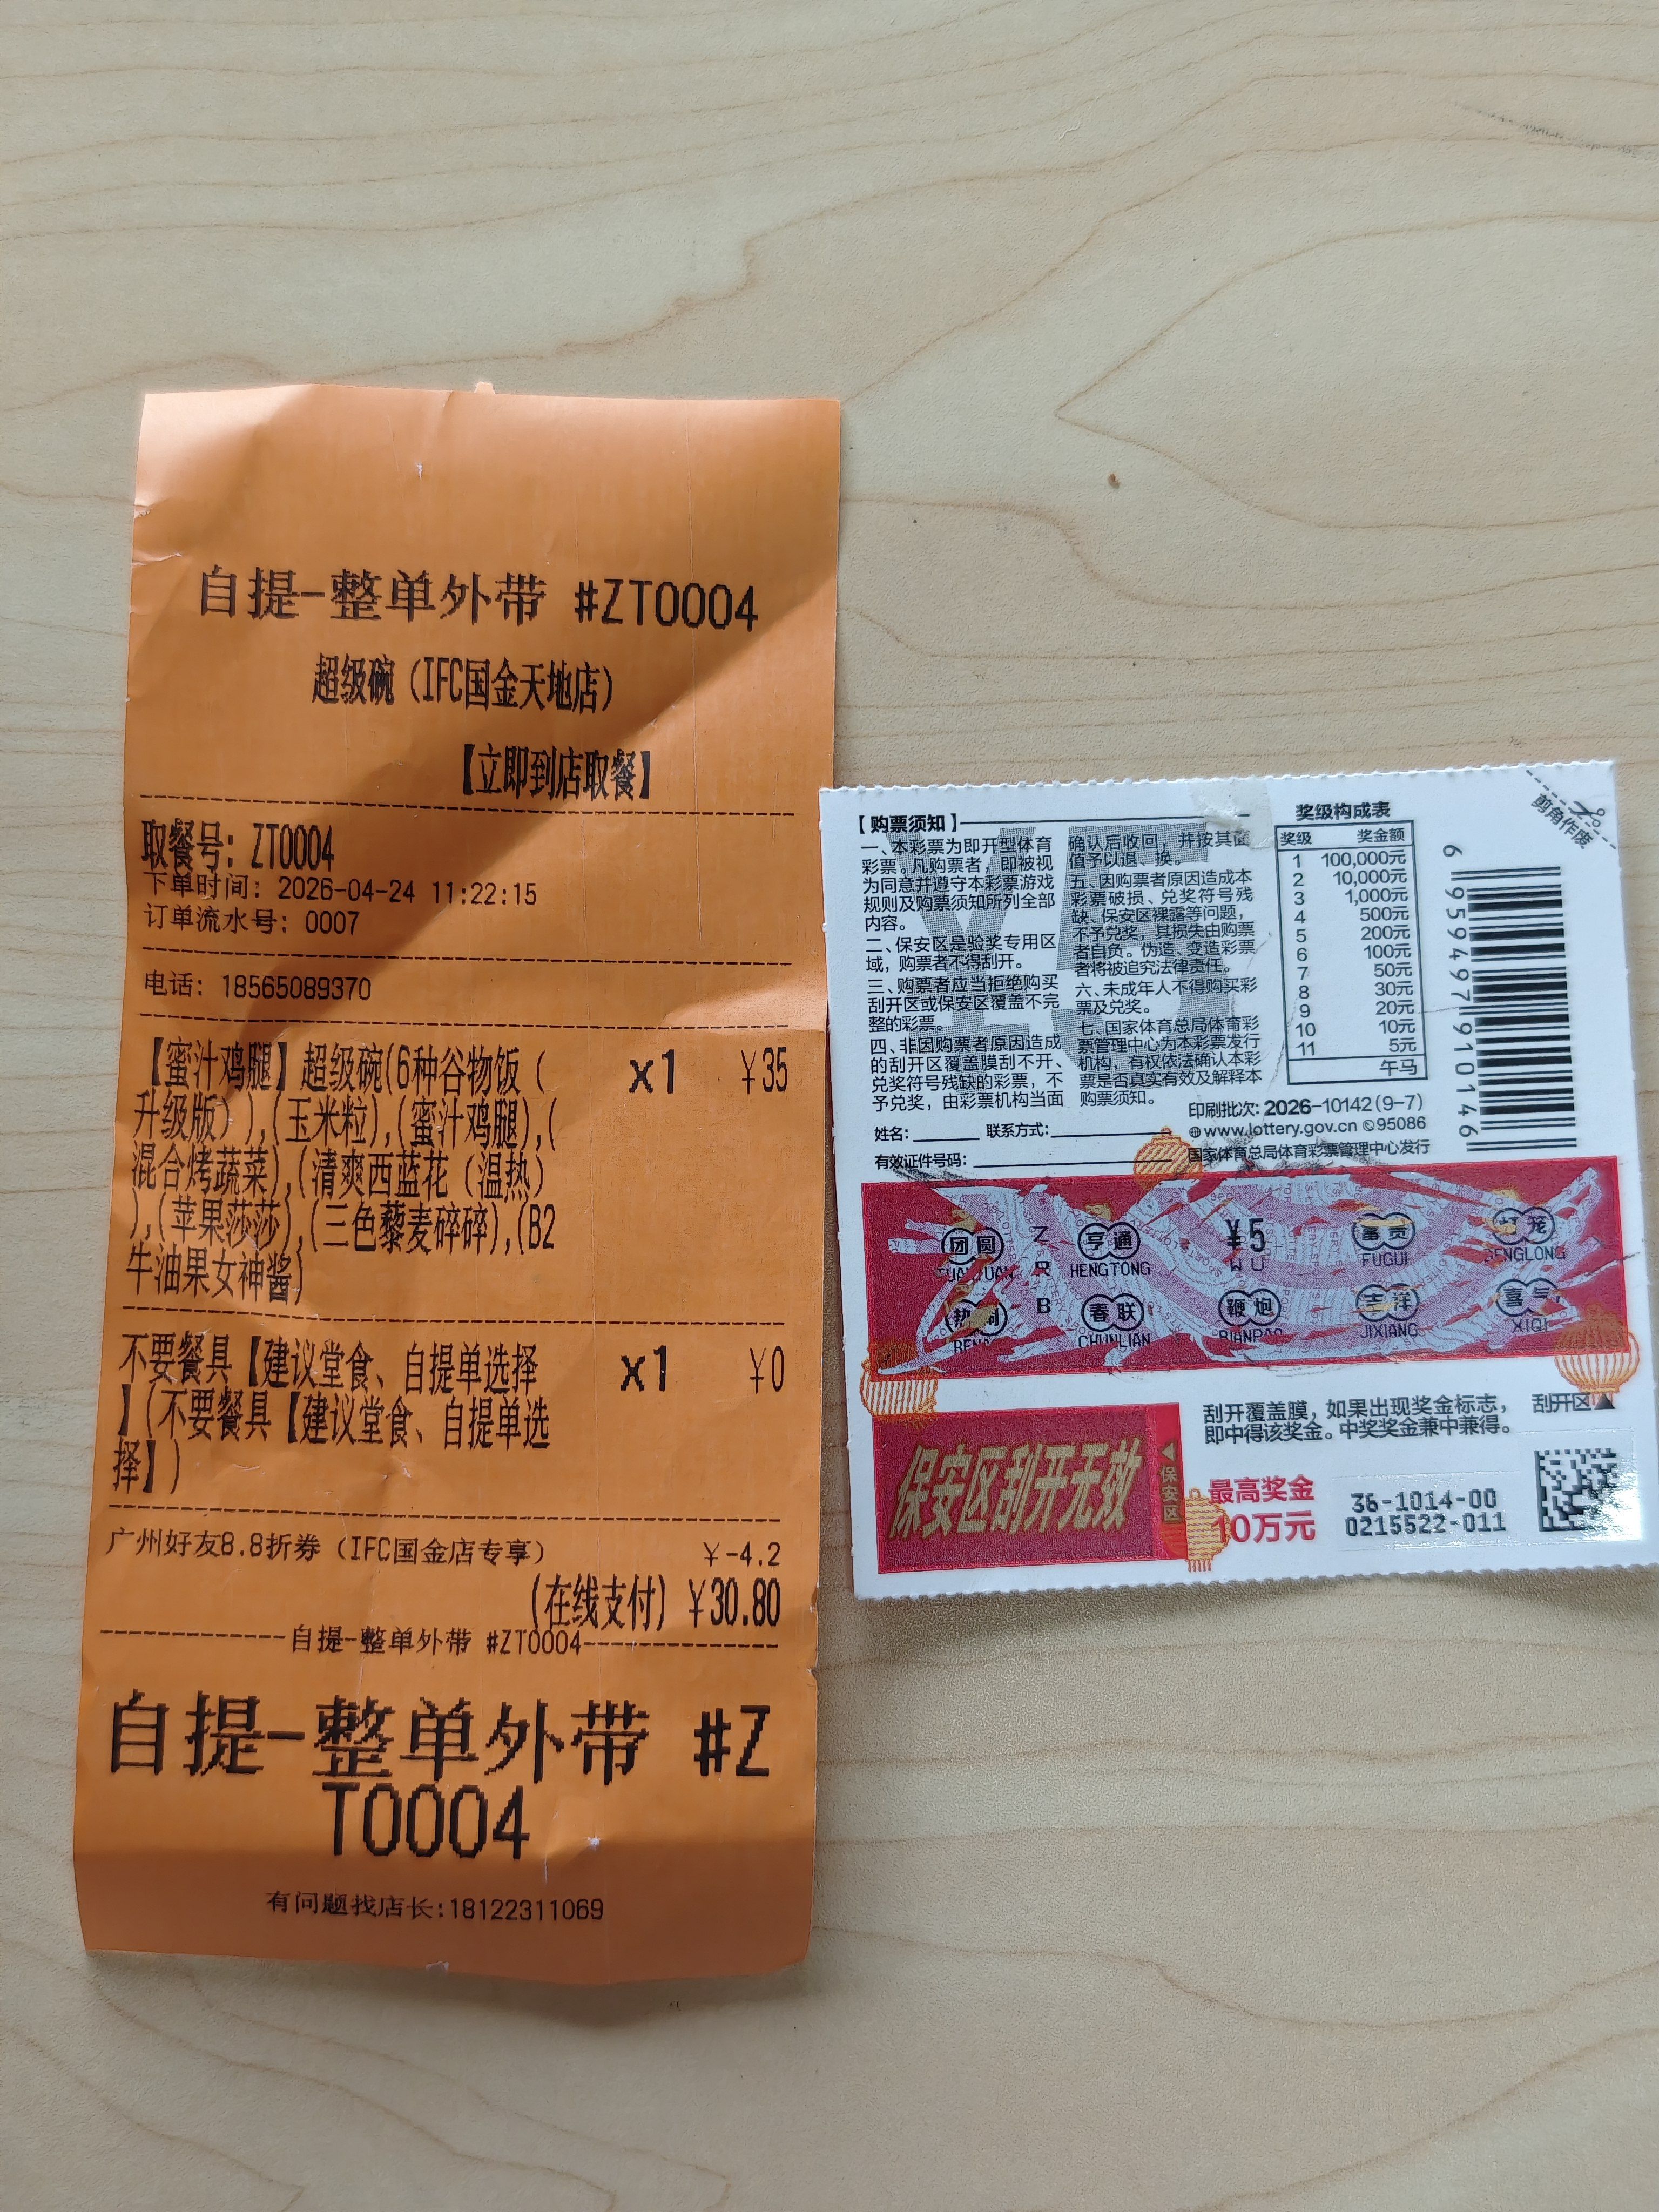 自提-整单外带 #ZT0004
超级碗（IFC国金天地店）
【立即到店取餐】
取餐号: ZT0004
下单时间: 2026-04-24 11:22:15
订单流水号: 0007
电话: 18565089370
【蜜汁鸡腿】超级碗(6种谷物饭（ x1 ￥35
升级版）),(玉米粒),(蜜汁鸡腿),(
混合烤蔬菜),(清爽西蓝花（温热）
),(苹果莎莎),(三色藜麦碎碎),(B2
牛油果女神酱)
不要餐具【建议堂食、自提单选择 x1 ￥0
】(不要餐具【建议堂食、自提单选
择】)
广州好友8.8折券（IFC国金店专享） ￥-4.2
(在线支付) ￥30.80
自提-整单外带 #ZT0004
自提-整单外带 #Z
T0004
有问题找店长:18122311069
【购票须知】
一、本彩票为即开型体育
彩票。凡购票者，即被视
为同意并遵守本彩票游戏
规则及购票须知所列全部
内容。
二、保安区是验奖专用区
域，购票者不得刮开。
三、购票者应当拒绝购买
刮开区或保安区覆盖不完
整的彩票。
四、非因购票者原因造成
的刮开区覆盖膜刮不开、
兑奖符号残缺的彩票，不
予兑奖，由彩票机构当面
确认后收回，并按其面
值予以退、换。
五、因购票者原因造成本
彩票破损、兑奖符号残
缺、保安区裸露等问题，
不予兑奖，其损失由购票
者自负。伪造、变造彩票
者将被追究法律责任。
六、未成年人不得购买彩
票及兑奖。
七、国家体育总局体育彩
票管理中心为本彩票发行
机构，有权依法确认本彩
票是否真实有效及解释本
购票须知。
姓名: 联系方式:
有效证件号码:
奖级构成表
奖级 奖金额
1 100,000元
2 10,000元
3 1,000元
4 500元
5 200元
6 100元
7 50元
8 30元
9 20元
10 10元
11 5元
午马
剪角作废
6 959497 910146
印刷批次: 2026-10142(9-7)
www.lottery.gov.cn 95086
国家体育总局体育彩票管理中心发行
¥5
团圆 Z 亨通 ¥5 富贵 灯笼
R HENGTONG WU FUGUI DENGLONG
热闹 B 春联 鞭炮 吉祥 喜气
CHUNLIAN BIANPAO JIXIANG XIQI
刮开覆盖膜，如果出现奖金标志，
即中得该奖金。中奖奖金兼中兼得。
刮开区
保安区刮开无效
保安区
最高奖金
10万元
36-1014-00
0215522-011